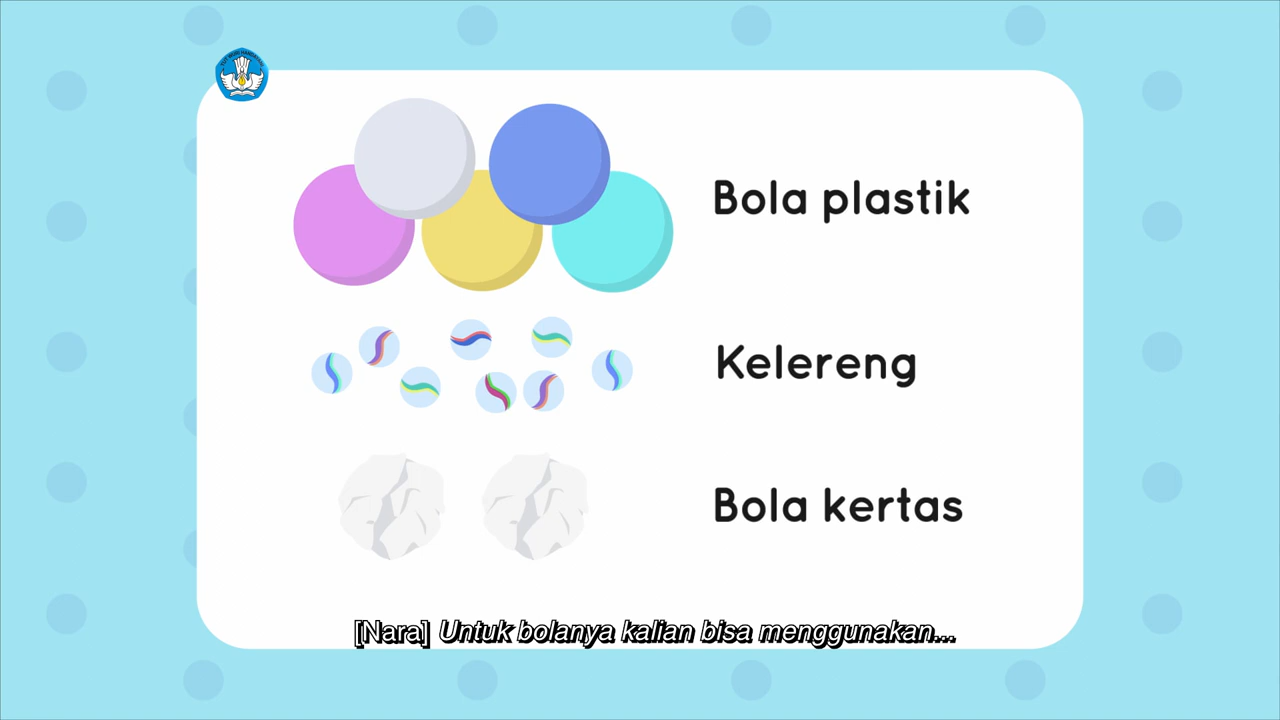 Bola plastik
Kelereng
Bola kertas
[Nara] Untuk bolanya kalian bisa menggunakan...